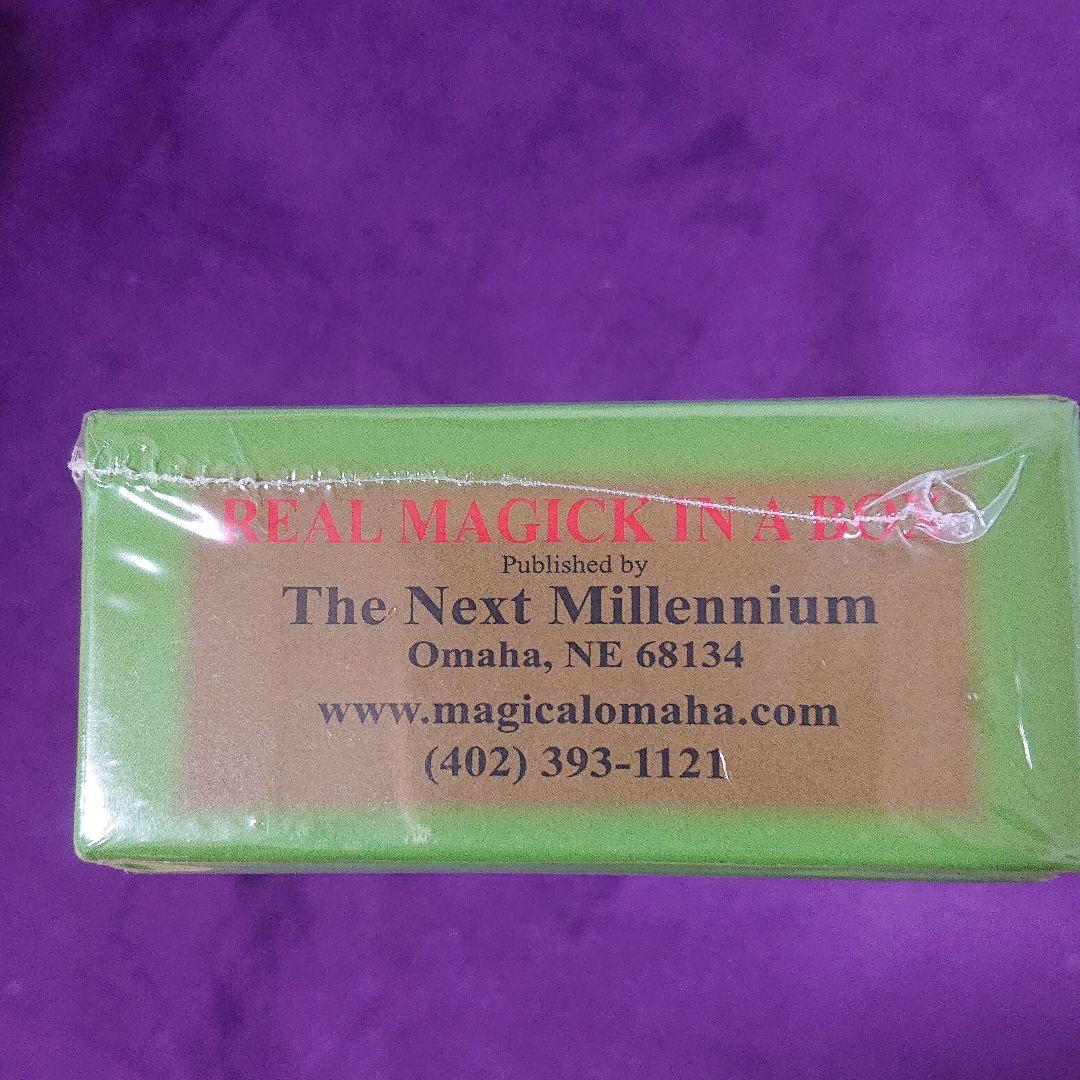 REAL MAGICK IN A BOX
Published by
The Next Millennium
Omaha, NE 68134
www.magicalomaha.com
(402) 393-1121